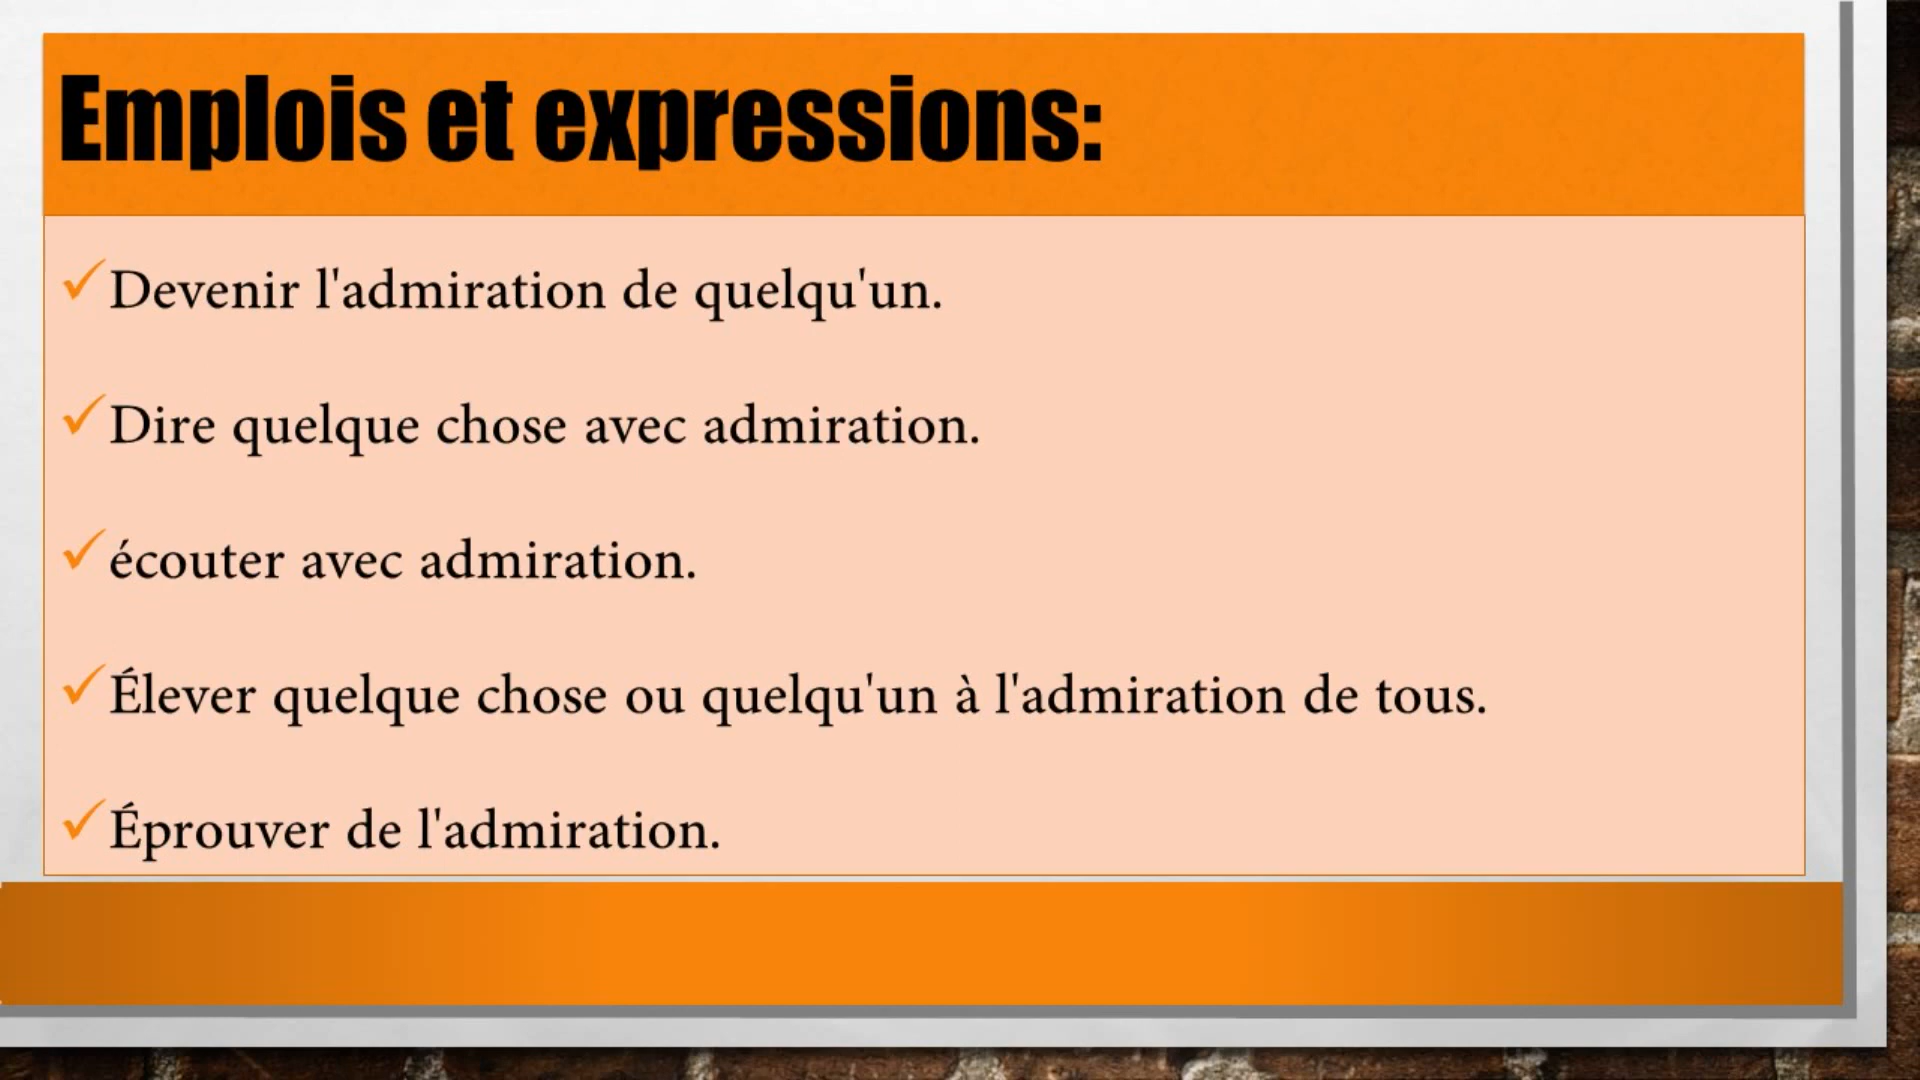 Emplois et expressions:
Devenir l'admiration de quelqu'un.
Dire quelque chose avec admiration.
écouter avec admiration.
Élever quelque chose ou quelqu'un à l'admiration de tous.
Éprouver de l'admiration.